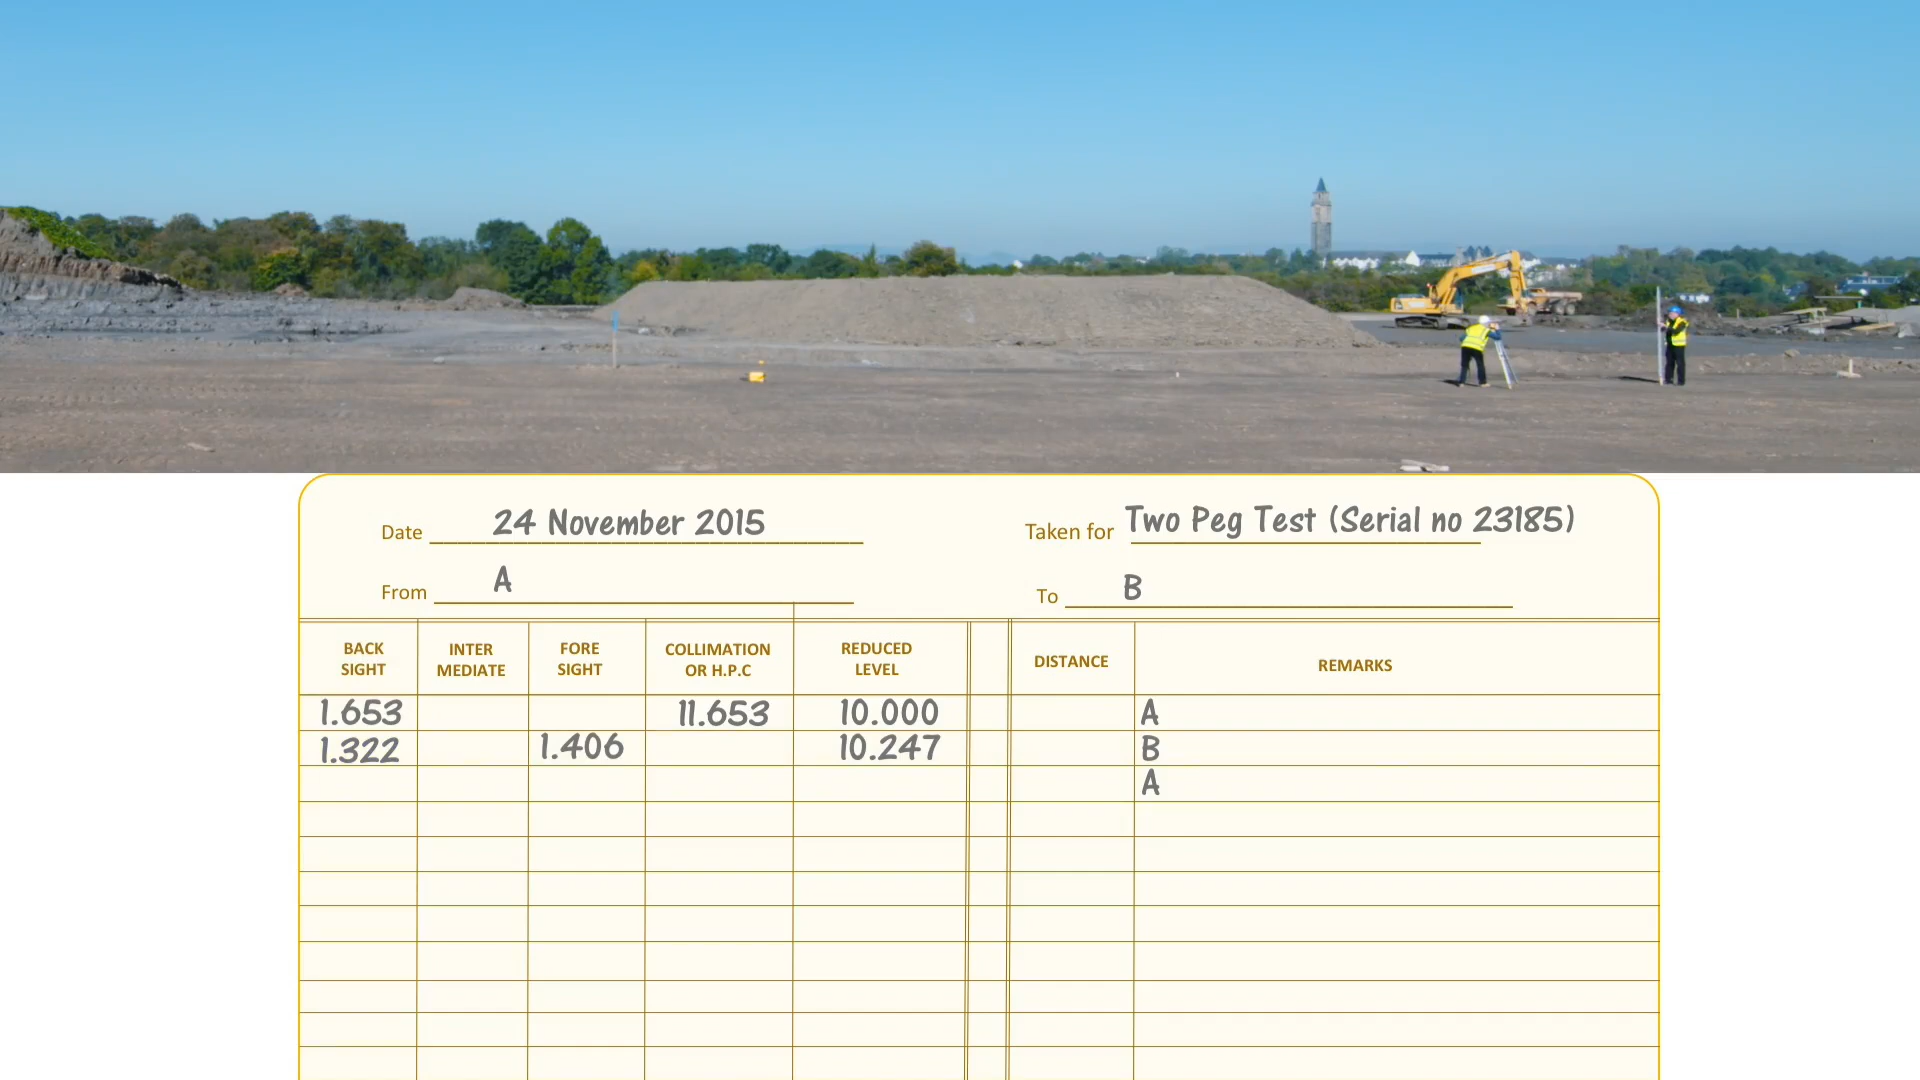 Date 24 November 2015 Taken for Two Peg Test (Serial no 23185)
From A To B
BACK SIGHT INTER MEDIATE FORE SIGHT COLLIMATION OR H.P.C REDUCED LEVEL DISTANCE REMARKS
1.653 11.653 10.000 A
1.322 1.406 10.247 B
A